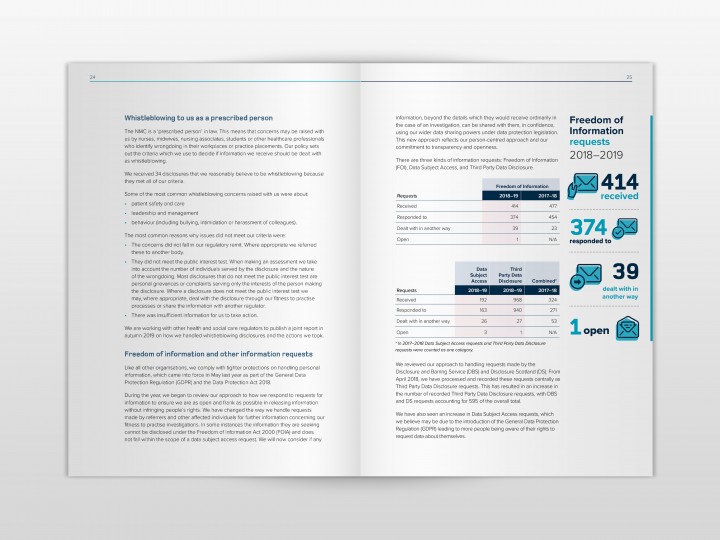 24
Whistleblowing to us as a prescribed person
The NMC is a 'prescribed person' in law. This means that concerns may be raised with
us by nurses, midwives, nursing associates, students or other healthcare professionals
who identify wrongdoing in their workplaces or practice placements. Our policy sets
out the criteria which we use to decide if information we receive should be dealt with
as whistleblowing.
We received 34 disclosures that we reasonably believe to be whistleblowing because
they met all of our criteria.
Some of the most common whistleblowing concerns raised with us were about:
• patient safety and care
• leadership and management
• behaviour (including bullying, intimidation or harassment of colleagues).
The most common reasons why issues did not meet our criteria were:
• The concerns did not fall in our regulatory remit. Where appropriate we referred
these to another body.
• They did not meet the public interest test. When making an assessment we take
into account the number of individuals served by the disclosure and the nature
of the wrongdoing. Most disclosures that do not meet the public interest test are
personal grievances or complaints serving only the interests of the person making
the disclosure. Where a disclosure does not meet the public interest test we
may, where appropriate, deal with the disclosure through our fitness to practise
processes or share the information with another regulator.
• There was insufficient information for us to take action.
We are working with other health and social care regulators to publish a joint report in
autumn 2019 on how we handled whistleblowing disclosures and the actions we took.
Freedom of information and other information requests
Like all other organisations, we comply with tighter protections on handling personal
information, which came into force in May last year as part of the General Data
Protection Regulation (GDPR) and the Data Protection Act 2018.
During the year, we began to review our approach to how we respond to requests for
information to ensure we are as open and frank as possible in releasing information
without infringing people's rights. We have changed the way we handle requests
made by referrers and other affected individuals for further information concerning our
fitness to practise investigations. In some instances the information they are seeking
cannot be disclosed under the Freedom of Information Act 2000 (FOIA) and does
not fall within the scope of a data subject access request. We will now consider if any
25
information, beyond the details which they would receive ordinarily in
the case of an investigation, can be shared with them, in confidence,
using our wider data sharing powers under data protection legislation.
This new approach reflects our person-centred approach and our
commitment to transparency and openness.
There are three kinds of information requests: Freedom of Information
(FOI), Data Subject Access, and Third Party Data Disclosure.
Freedom of Information
Requests 2018–19 2017–18
Received 414 477
Responded to 374 454
Dealt with in another way 39 23
Open 1 N/A
Data Subject Access Third Party Data Disclosure Combined*
Requests 2018–19 2018–19 2017–18
Received 192 968 324
Responded to 163 940 271
Dealt with in another way 26 27 53
Open 3 1 N/A
*In 2017–2018 Data Subject Access requests and Third Party Data Disclosure
requests were counted as one category.
We reviewed our approach to handling requests made by the
Disclosure and Barring Service (DBS) and Disclosure Scotland (DS). From
April 2018, we have processed and recorded these requests centrally as
Third Party Data Disclosure requests. This has resulted in an increase in
the number of recorded Third Party Data Disclosure requests, with DBS
and DS requests accounting for 59% of the overall total.
We have also seen an increase in Data Subject Access requests, which
we believe may be due to the introduction of the General Data Protection
Regulation (GDPR) leading to more people being aware of their rights to
request data about themselves.
Freedom of
Information
requests
2018–2019
414
received
374
responded to
39
dealt with in
another way
1 open